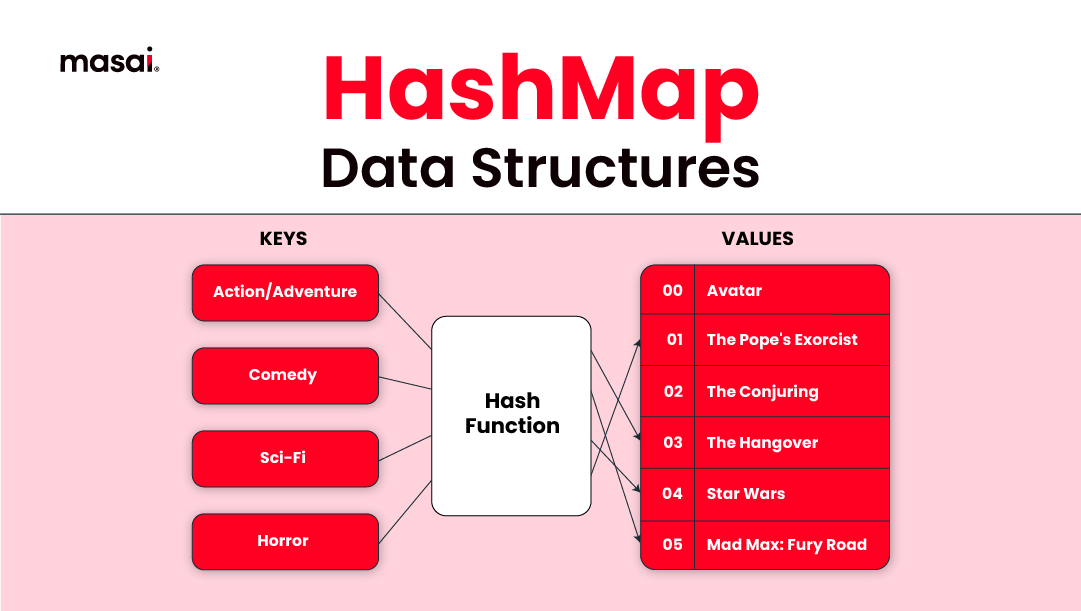 masai®
HashMap
Data Structures
KEYS
VALUES
Action/Adventure
Comedy
Sci-Fi
Horror
Hash
Function
00 Avatar
01 The Pope's Exorcist
02 The Conjuring
03 The Hangover
04 Star Wars
05 Mad Max: Fury Road